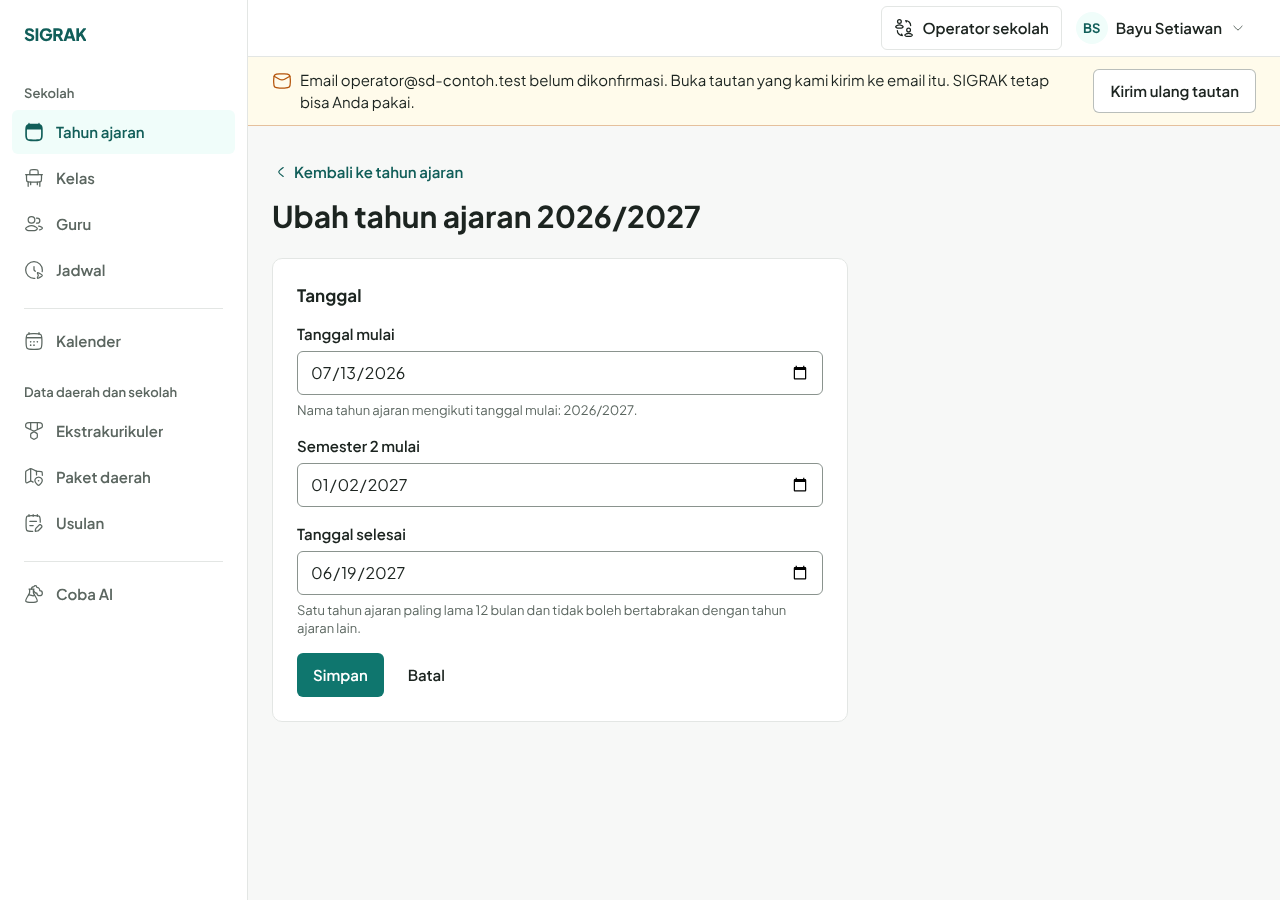 SIGRAK
Operator sekolah
BS
Bayu Setiawan
Email operator@sd-contoh.test belum dikonfirmasi. Buka tautan yang kami kirim ke email itu. SIGRAK tetap
bisa Anda pakai.
Kirim ulang tautan
Sekolah
Tahun ajaran
Kelas
Guru
Jadwal
Kalender
Data daerah dan sekolah
Ekstrakurikuler
Paket daerah
Usulan
Coba AI
Kembali ke tahun ajaran
Ubah tahun ajaran 2026/2027
Tanggal
Tanggal mulai
07/13/2026
Nama tahun ajaran mengikuti tanggal mulai: 2026/2027.
Semester 2 mulai
01/02/2027
Tanggal selesai
06/19/2027
Satu tahun ajaran paling lama 12 bulan dan tidak boleh bertabrakan dengan tahun
ajaran lain.
Simpan
Batal